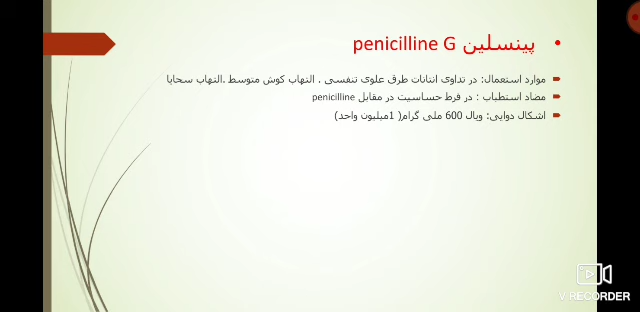 پینسلین penicilline G
موارد استعمال: در تداوی انتانات طرق علوی تنفسی ، التهاب گوش متوسط .التهاب سحایا
مضاد استطباب : در فرط حساسیت در مقابل penicilline
اشکال دوایی: ویال 600 ملی گرام( 1میلیون واحد)
V.RECORDER